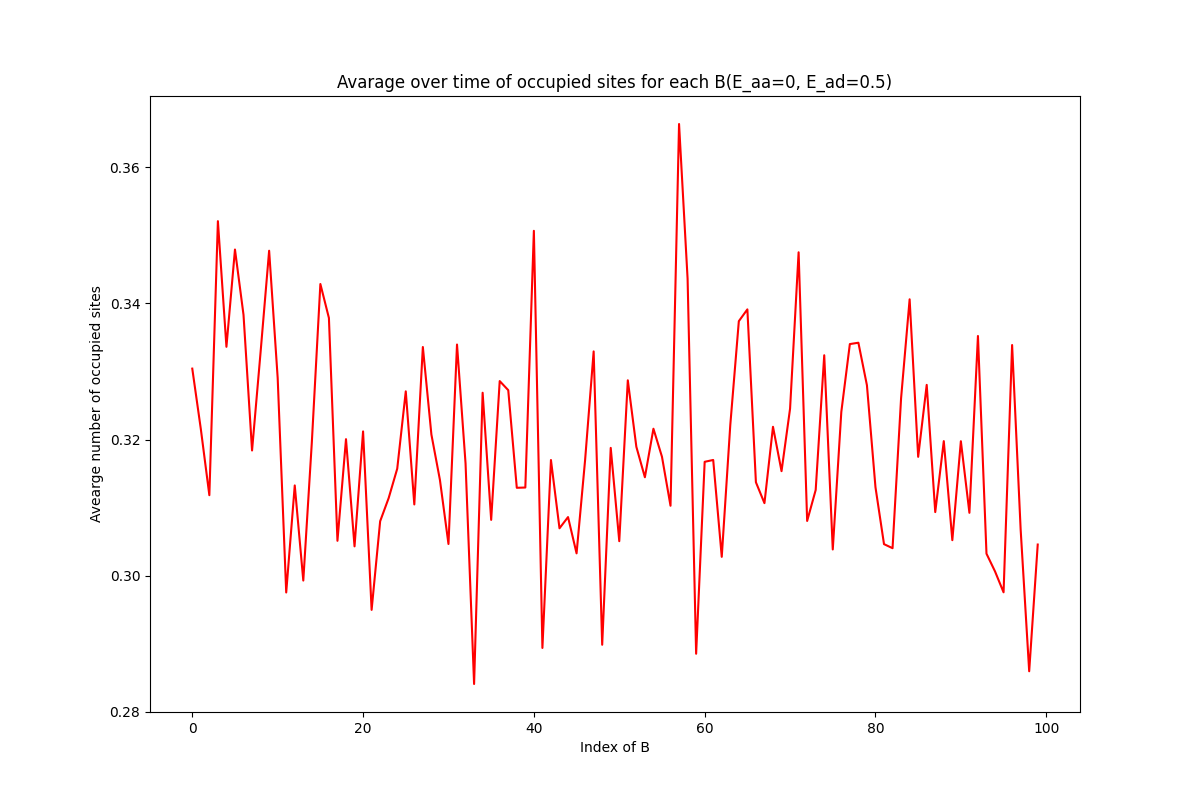 Avarage over time of occupied sites for each B(E_aa=0, E_ad=0.5)
Avearge number of occupied sites
0.36
0.34
0.32
0.30
0.28
0 20 40 60 80 100
Index of B